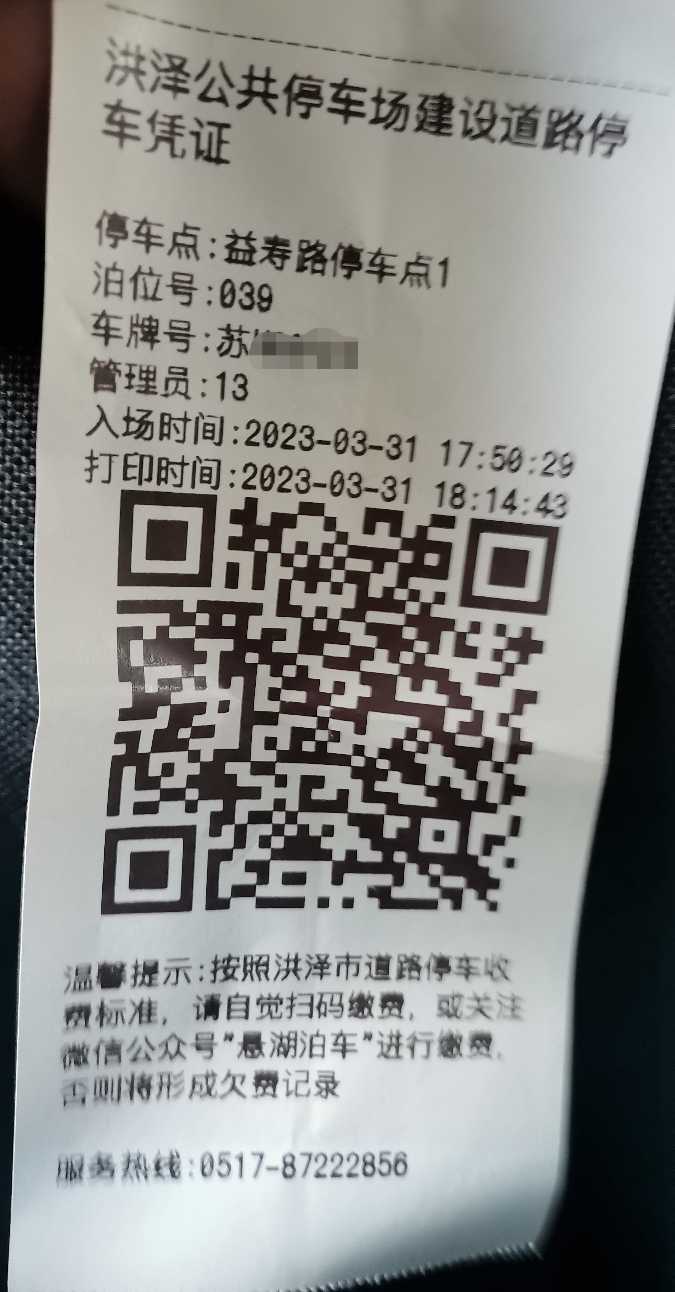 洪泽公共停车场建设道路停
车凭证
停车点:益寿路停车点1
泊位号:039
车牌号:苏
管理员:13
入场时间:2023-03-31 17:50:29
打印时间:2023-03-31 18:14:43
温馨提示:按照洪泽市道路停车收
费标准, 请自觉扫码缴费, 或关注
微信公众号"悬湖泊车"进行缴费,
否则将形成欠费记录
服务热线:0517-87222856